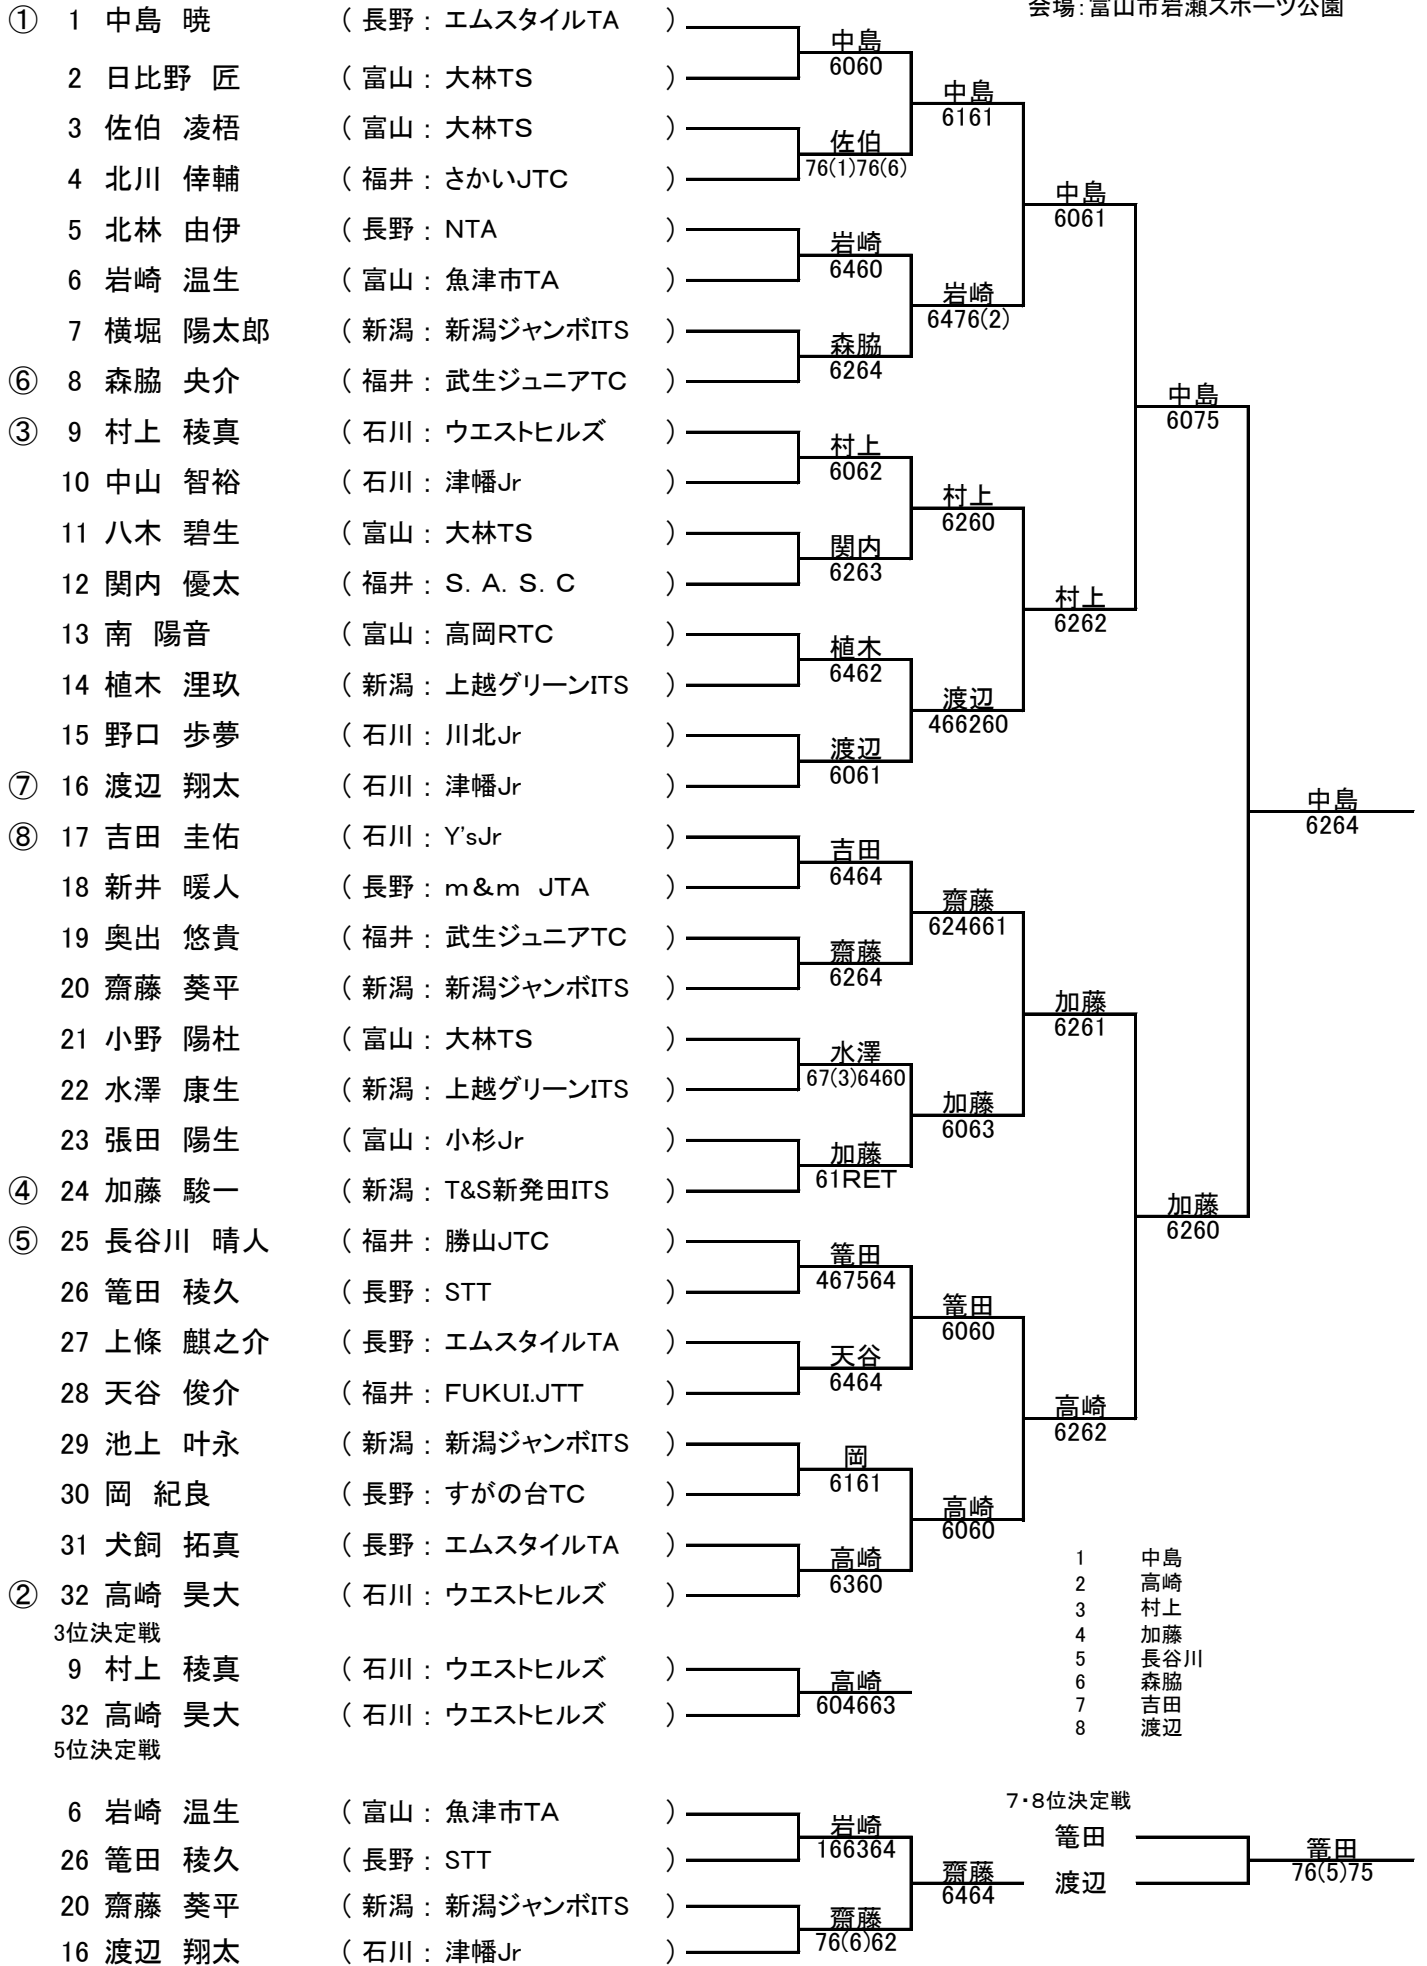 会場：富山市岩瀬スポーツ公園
① 1 中島 暁 （ 長野 ： エムスタイルTA ）
中島
6060
2 日比野 匠 （ 富山 ： 大林TS ）
中島
6161
3 佐伯 凌梧 （ 富山 ： 大林TS ）
佐伯
76(1)76(6)
4 北川 倖輔 （ 福井 ： さかいJTC ）
中島
6061
5 北林 由伊 （ 長野 ： NTA ）
岩崎
6460
6 岩崎 温生 （ 富山 ： 魚津市TA ）
岩崎
6476(2)
7 横堀 陽太郎 （ 新潟 ： 新潟ジャンボITS ）
森脇
6264
⑥ 8 森脇 央介 （ 福井 ： 武生ジュニアTC ）
中島
6075
③ 9 村上 稜真 （ 石川 ： ウエストヒルズ ）
村上
6062
10 中山 智裕 （ 石川 ： 津幡Jr ）
村上
6260
11 八木 碧生 （ 富山 ： 大林TS ）
関内
6263
12 関内 優太 （ 福井 ： S．A．S．C ）
村上
6262
13 南 陽音 （ 富山 ： 高岡RTC ）
植木
6462
14 植木 浬玖 （ 新潟 ： 上越グリーンITS ）
渡辺
466260
15 野口 歩夢 （ 石川 ： 川北Jr ）
渡辺
6061
⑦ 16 渡辺 翔太 （ 石川 ： 津幡Jr ）
中島
6264
⑧ 17 吉田 圭佑 （ 石川 ： Y'sJr ）
吉田
6464
18 新井 暖人 （ 長野 ： m＆m JTA ）
齋藤
624661
19 奥出 悠貴 （ 福井 ： 武生ジュニアTC ）
齋藤
6264
20 齋藤 葵平 （ 新潟 ： 新潟ジャンボITS ）
加藤
6261
21 小野 陽杜 （ 富山 ： 大林TS ）
水澤
67(3)6460
22 水澤 康生 （ 新潟 ： 上越グリーンITS ）
加藤
6063
23 張田 陽生 （ 富山 ： 小杉Jr ）
加藤
61RET
④ 24 加藤 駿一 （ 新潟 ： T&S新発田ITS ）
加藤
6260
⑤ 25 長谷川 晴人 （ 福井 ： 勝山JTC ）
篭田
467564
26 篭田 稜久 （ 長野 ： STT ）
篭田
6060
27 上條 麒之介 （ 長野 ： エムスタイルTA ）
天谷
6464
28 天谷 俊介 （ 福井 ： FUKUI.JTT ）
高崎
6262
29 池上 叶永 （ 新潟 ： 新潟ジャンボITS ）
岡
6161
30 岡 紀良 （ 長野 ： すがの台TC ）
高崎
6060
31 犬飼 拓真 （ 長野 ： エムスタイルTA ）
高崎
6360
② 32 高崎 昊大 （ 石川 ： ウエストヒルズ ）
1 中島
2 高崎
3 村上
4 加藤
5 長谷川
6 森脇
7 吉田
8 渡辺
3位決定戦
9 村上 稜真 （ 石川 ： ウエストヒルズ ）
高崎
604663
32 高崎 昊大 （ 石川 ： ウエストヒルズ ）
5位決定戦
6 岩崎 温生 （ 富山 ： 魚津市TA ）
岩崎
166364
26 篭田 稜久 （ 長野 ： STT ）
齋藤
6464
20 齋藤 葵平 （ 新潟 ： 新潟ジャンボITS ）
齋藤
76(6)62
16 渡辺 翔太 （ 石川 ： 津幡Jr ）
7・8位決定戦
篭田
篭田
76(5)75
渡辺